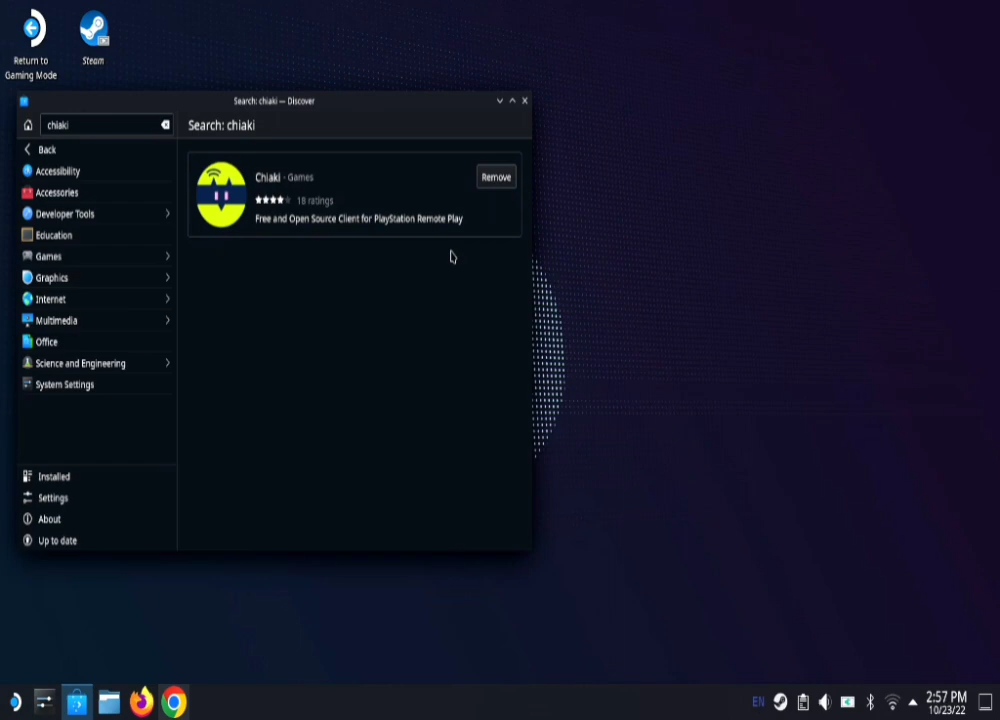 Return to
Gaming Mode
Steam
Search: chiaki — Discover
chiaki
Search: chiaki
Back
Accessibility
Accessories
Developer Tools
Education
Games
Graphics
Internet
Multimedia
Office
Science and Engineering
System Settings
Installed
Settings
About
Up to date
Chiaki - Games
Remove
18 ratings
Free and Open Source Client for PlayStation Remote Play
EN
2:57 PM
10/23/22